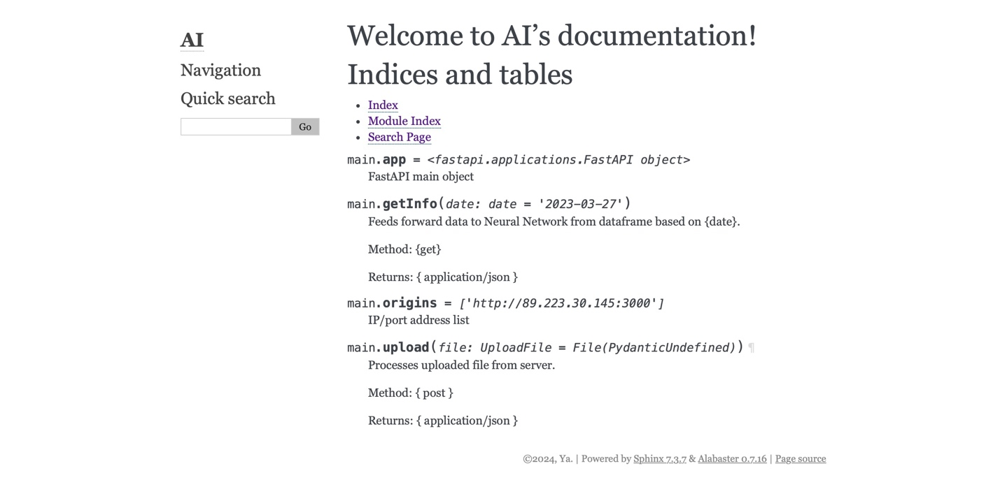 AI
Navigation
Quick search
Go
Welcome to AI’s documentation!
Indices and tables
• Index
• Module Index
• Search Page
main.app = <fastapi.applications.FastAPI object>
FastAPI main object
main.getInfo(date: date = '2023-03-27')
Feeds forward data to Neural Network from dataframe based on {date}.
Method: {get}
Returns: { application/json }
main.origins = ['http://89.223.30.145:3000']
IP/port address list
main.upload(file: UploadFile = File(PydanticUndefined)) ¶
Processes uploaded file from server.
Method: { post }
Returns: { application/json }
©2024, Ya. | Powered by Sphinx 7.3.7 & Alabaster 0.7.16 | Page source